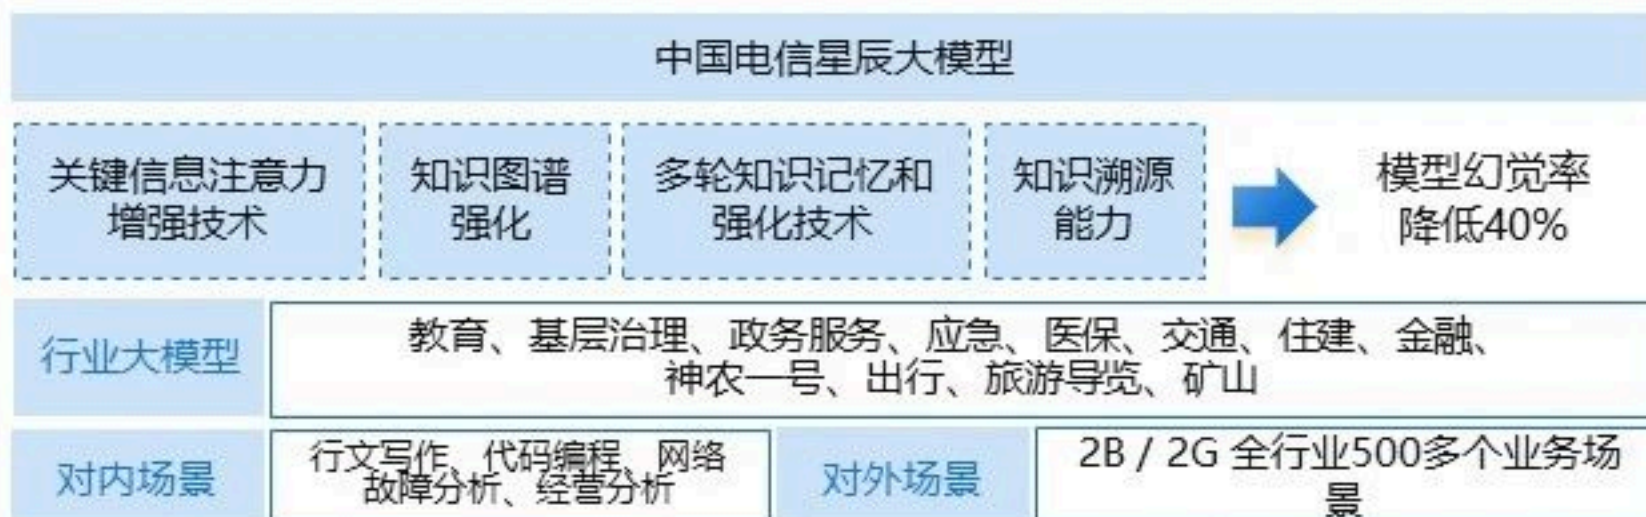 中国电信星辰大模型
关键信息注意力
增强技术
知识图谱
强化
多轮知识记忆和
强化技术
知识溯源
能力
模型幻觉率
降低40%
行业大模型
教育、基层治理、政务服务、应急、医保、交通、住建、金融、
神农一号、出行、旅游导览、矿山
对内场景
行文写作、代码编程、网络
故障分析、经营分析
对外场景
2B / 2G 全行业500多个业务场
景